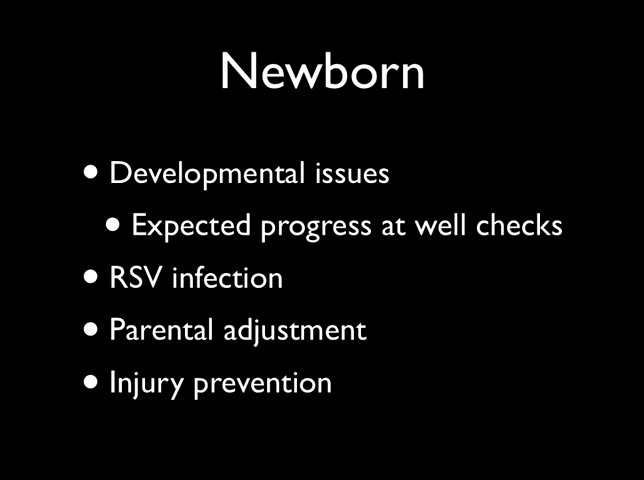 Newborn
• Developmental issues
• Expected progress at well checks
• RSV infection
• Parental adjustment
• Injury prevention